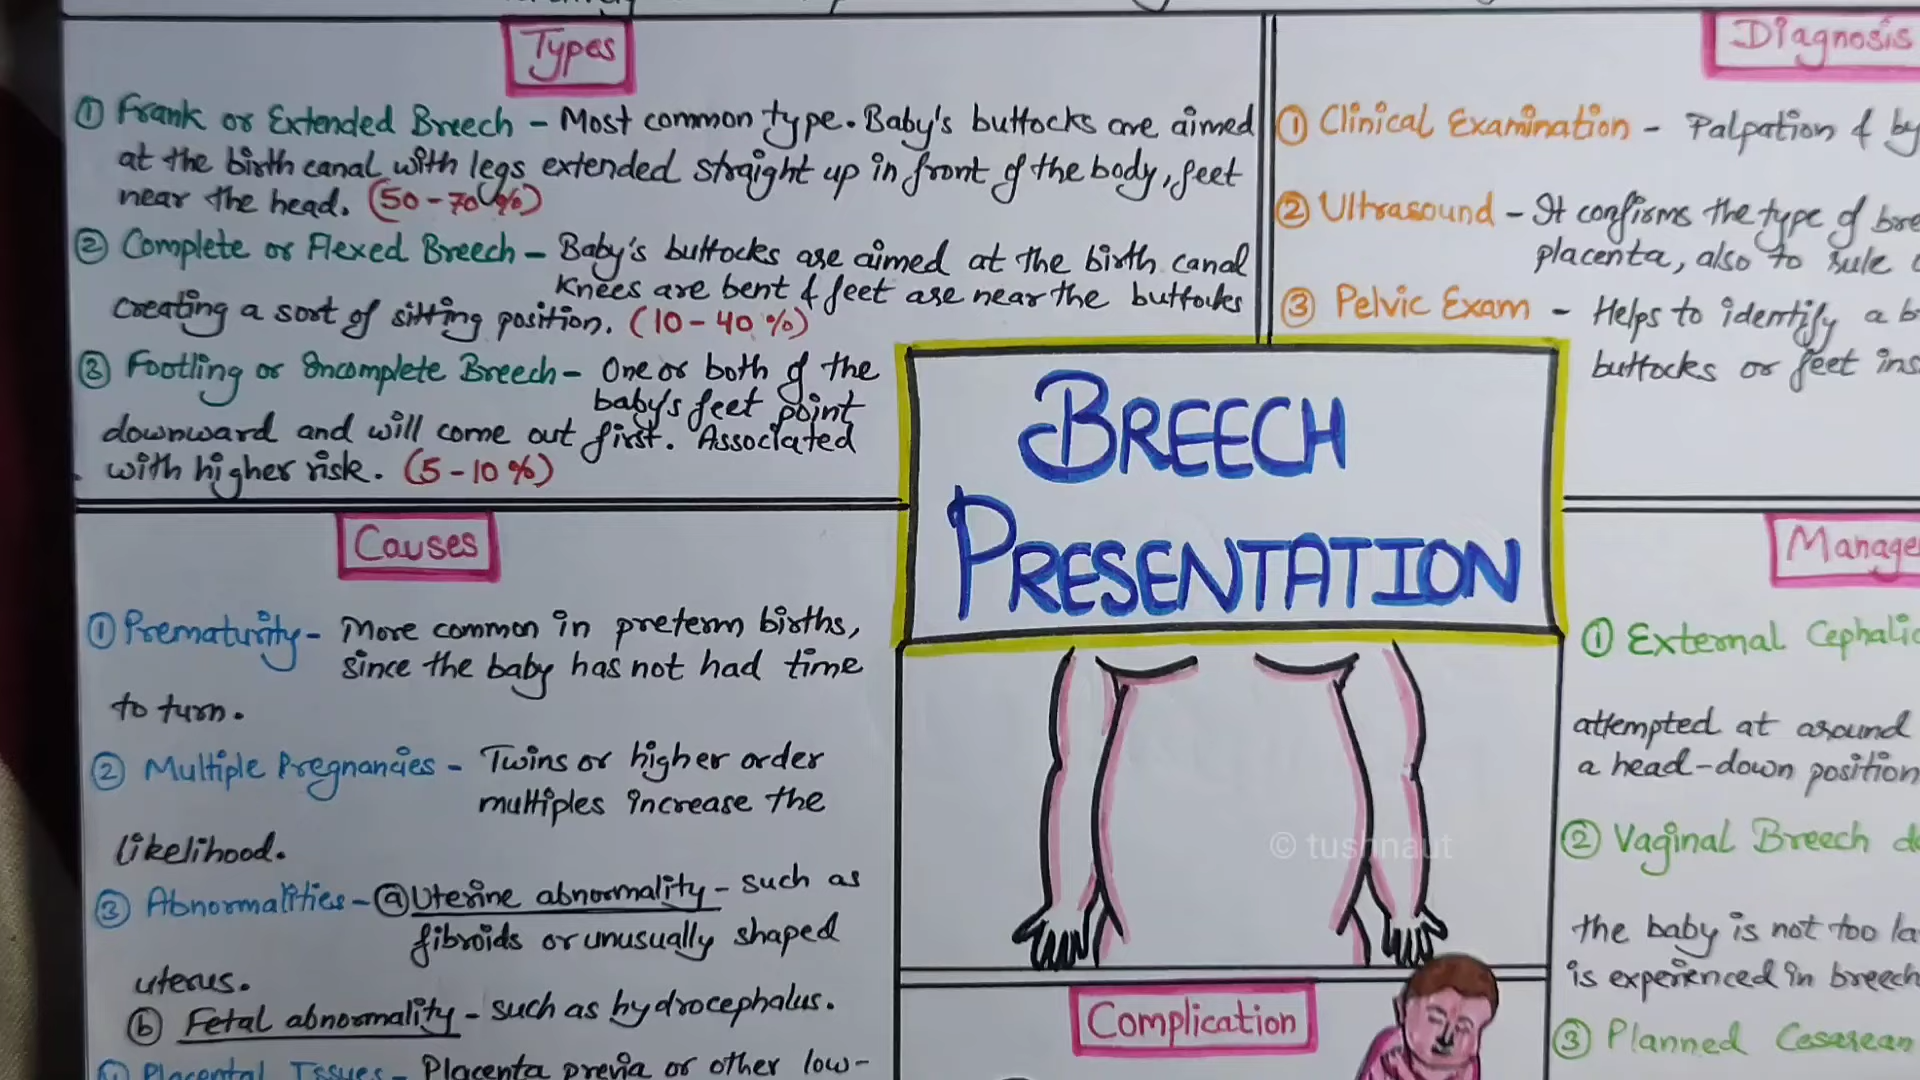 Types
① Frank or Extended Breech - Most common type. Baby's buttocks are aimed
at the birth canal with legs extended straight up in front of the body, feet
near the head. (50-70%)
② Complete or Flexed Breech - Baby's buttocks are aimed at the birth canal
Knees are bent & feet are near the buttocks
creating a sort of sitting position. (10-40%)
③ Footling or Incomplete Breech - One or both of the
baby's feet point
downward and will come out first. Associated
with higher risk. (5-10%)
Diagnosis
① Clinical Examination - Palpation & by
② Ultrasound - It confirms the type of bre
placenta, also to rule
③ Pelvic Exam - Helps to identify a b
buttocks or feet ins
BREECH
PRESENTATION
Causes
① Prematurity - More common in preterm births,
since the baby has not had time
to turn.
② Multiple Pregnancies - Twins or higher order
multiples increase the
likelihood.
③ Abnormalities - ⓐ Uterine abnormality - such as
fibroids or unusually shaped
uterus.
ⓑ Fetal abnormality - such as hydrocephalus.
Placental Issues - Placenta previa or other low-
© tushnaut
Complication
Manage
① External Cephalic
attempted at around
a head-down position
② Vaginal Breech de
the baby is not too la
is experienced in breech
③ Planned Cesarean